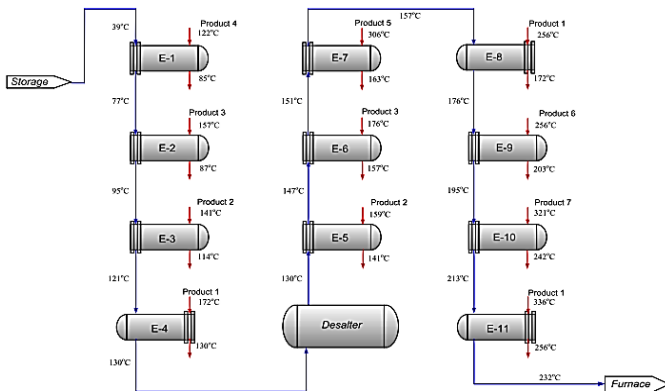 Storage
39°C
Product 4
122°C
E-1
85°C
77°C
Product 3
157°C
E-2
87°C
95°C
Product 2
141°C
E-3
114°C
121°C
Product 1
172°C
E-4
130°C
130°C
Desalter
130°C
Product 2
159°C
E-5
141°C
147°C
Product 3
176°C
E-6
157°C
151°C
Product 5
306°C
E-7
163°C
157°C
Product 1
256°C
E-8
172°C
176°C
Product 6
256°C
E-9
203°C
195°C
Product 7
321°C
E-10
242°C
213°C
Product 1
336°C
E-11
256°C
232°C
Furnace